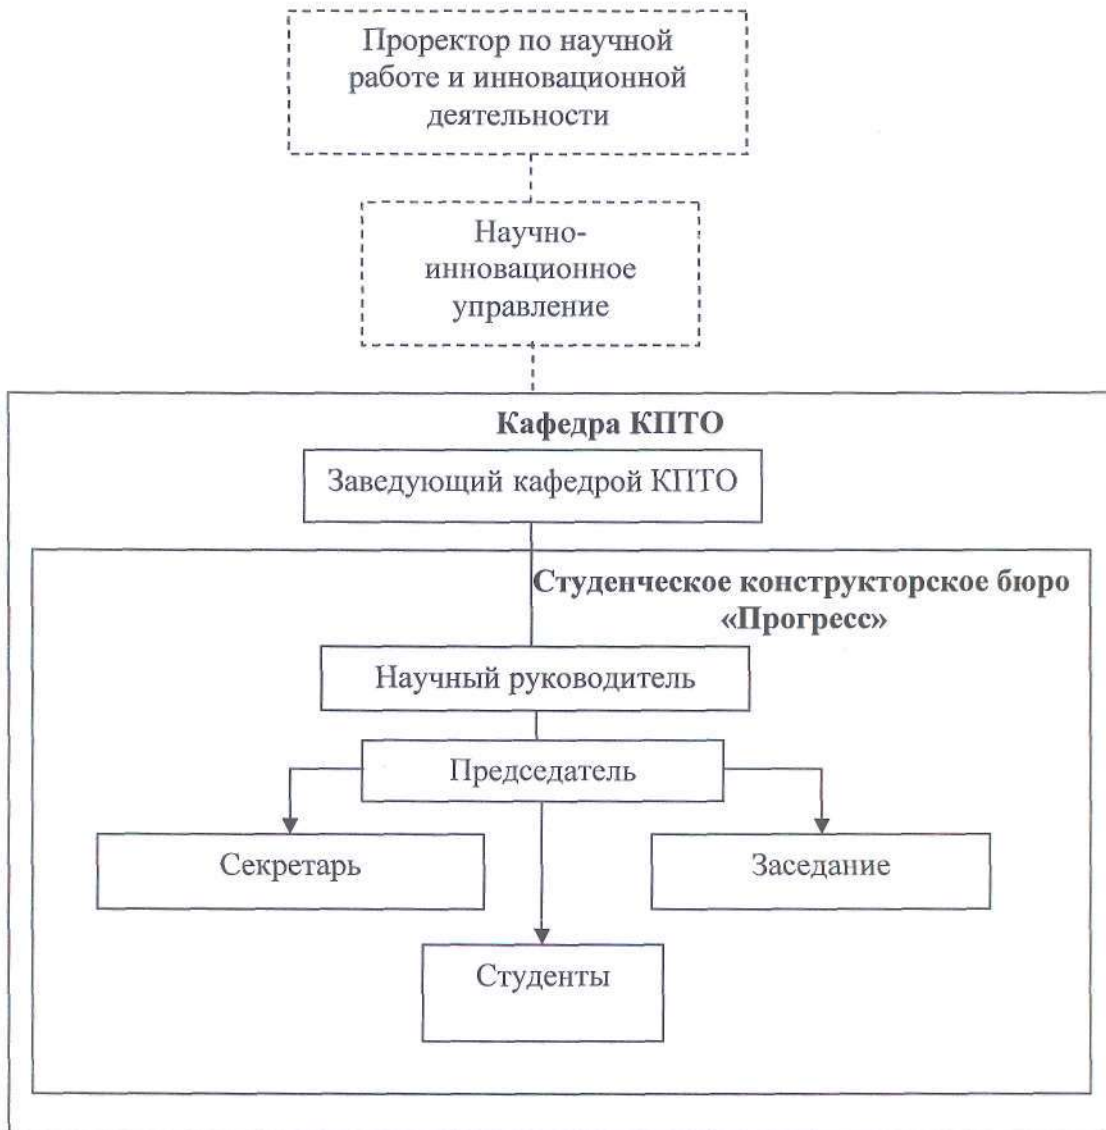 Проректор по научной
работе и инновационной
деятельности
Научно-
инновационное
управление
Кафедра КПТО
Заведующий кафедрой КПТО
Студенческое конструкторское бюро
«Прогресс»
Научный руководитель
Председатель
Секретарь
Заседание
Студенты